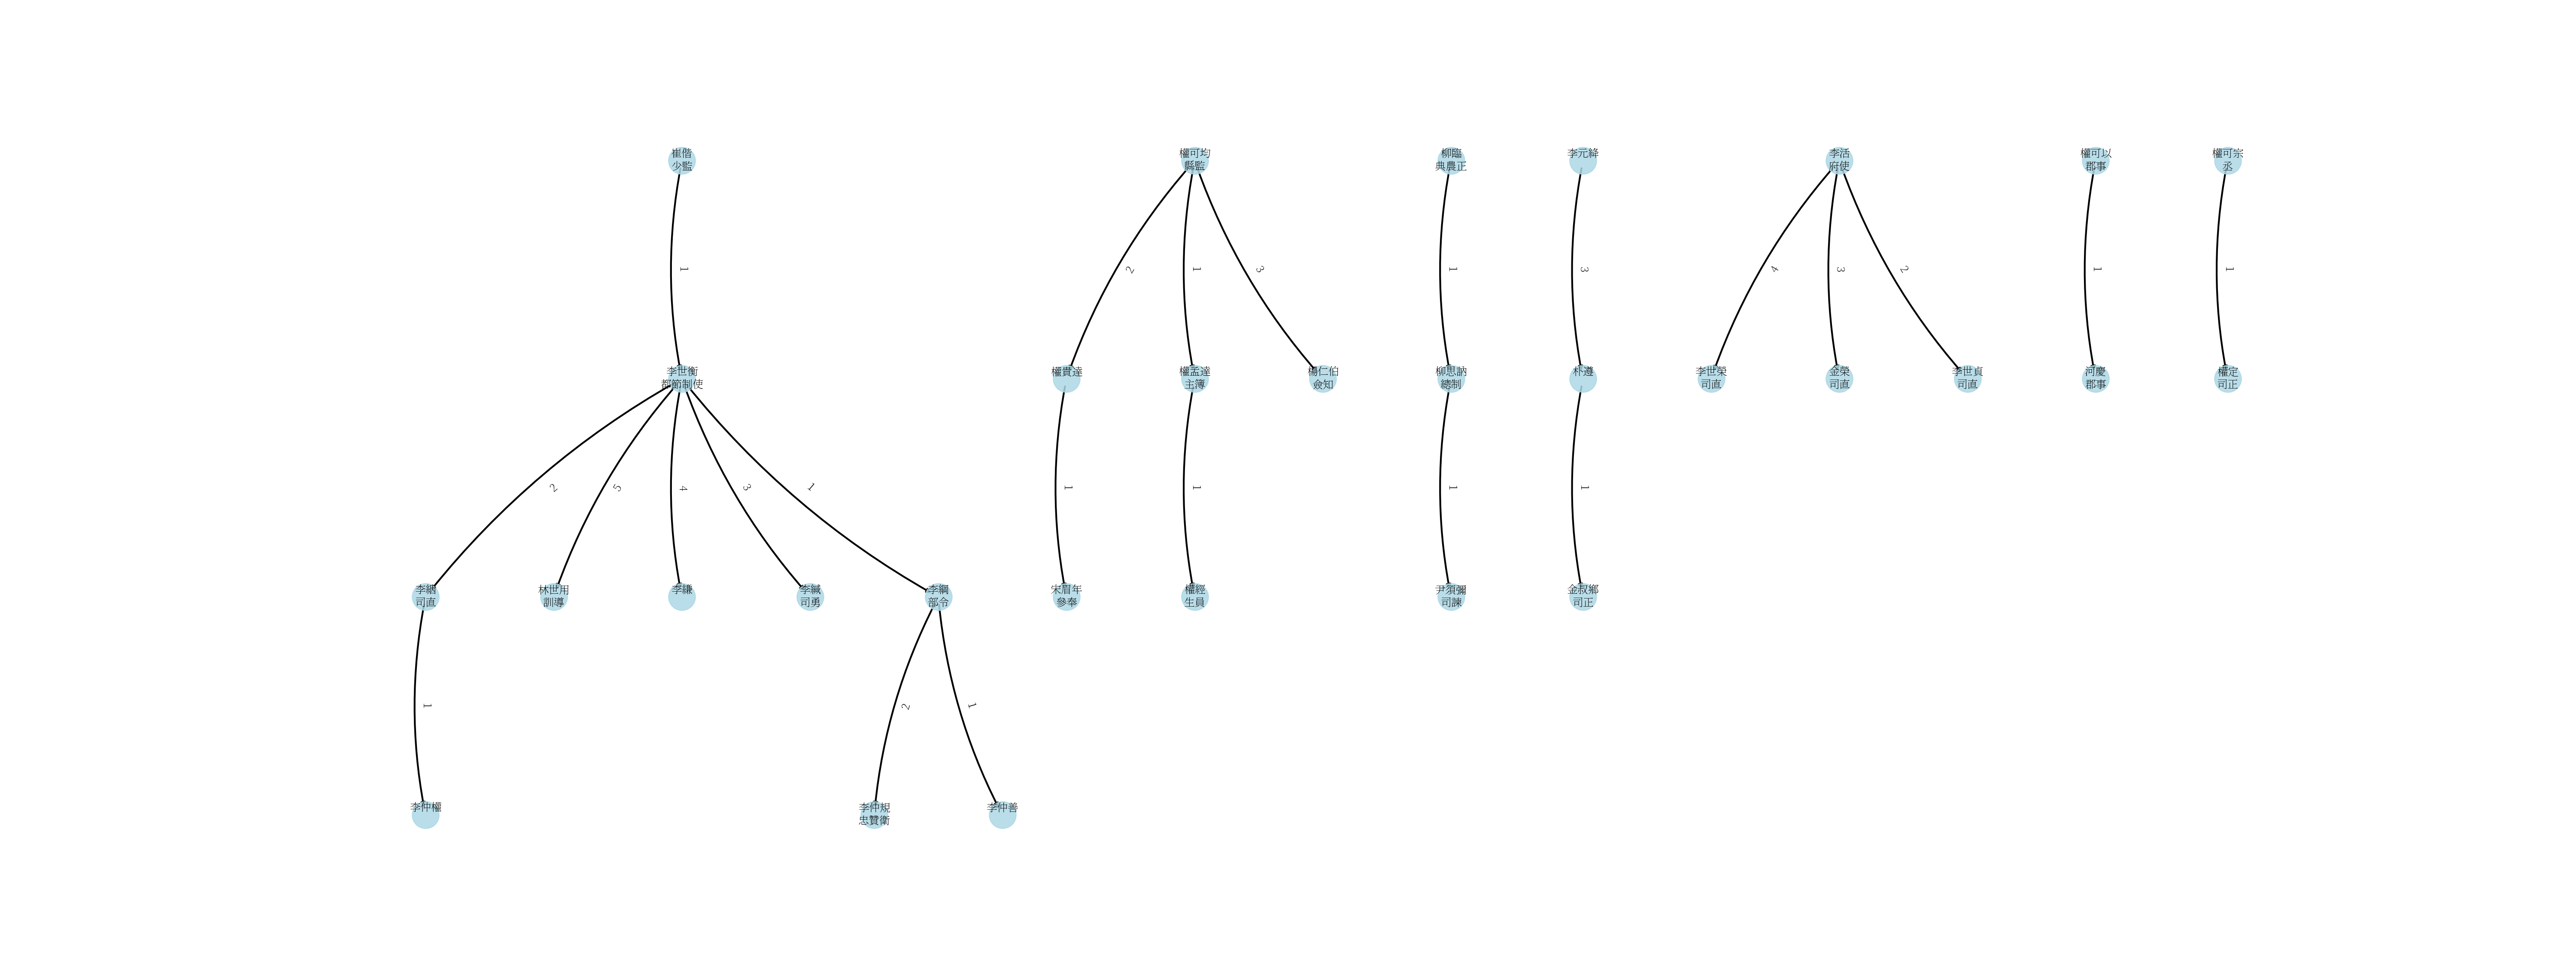 崔偕
少監
權可均
縣監
柳臨
典農正
李元絳
李活
府使
權可以
郡事
權可宗
丞
1
2
1
3
1
3
4
3
2
1
1
李世衡
都節制使
權貴達
權孟達
主簿
楊仁伯
僉知
柳思訥
總制
朴遵
李世榮
司直
金榮
司直
李世貞
司直
河慶
郡事
權定
司正
2
5
4
3
1
1
1
1
1
司直
林世用
訓導
李縑
李緘
司勇
李綱
部令
宋眉年
參奉
權經
生員
尹須彌
司諫
金叔鄕
司正
1
2
1
李仲權
李仲規
忠贊衛
李仲善